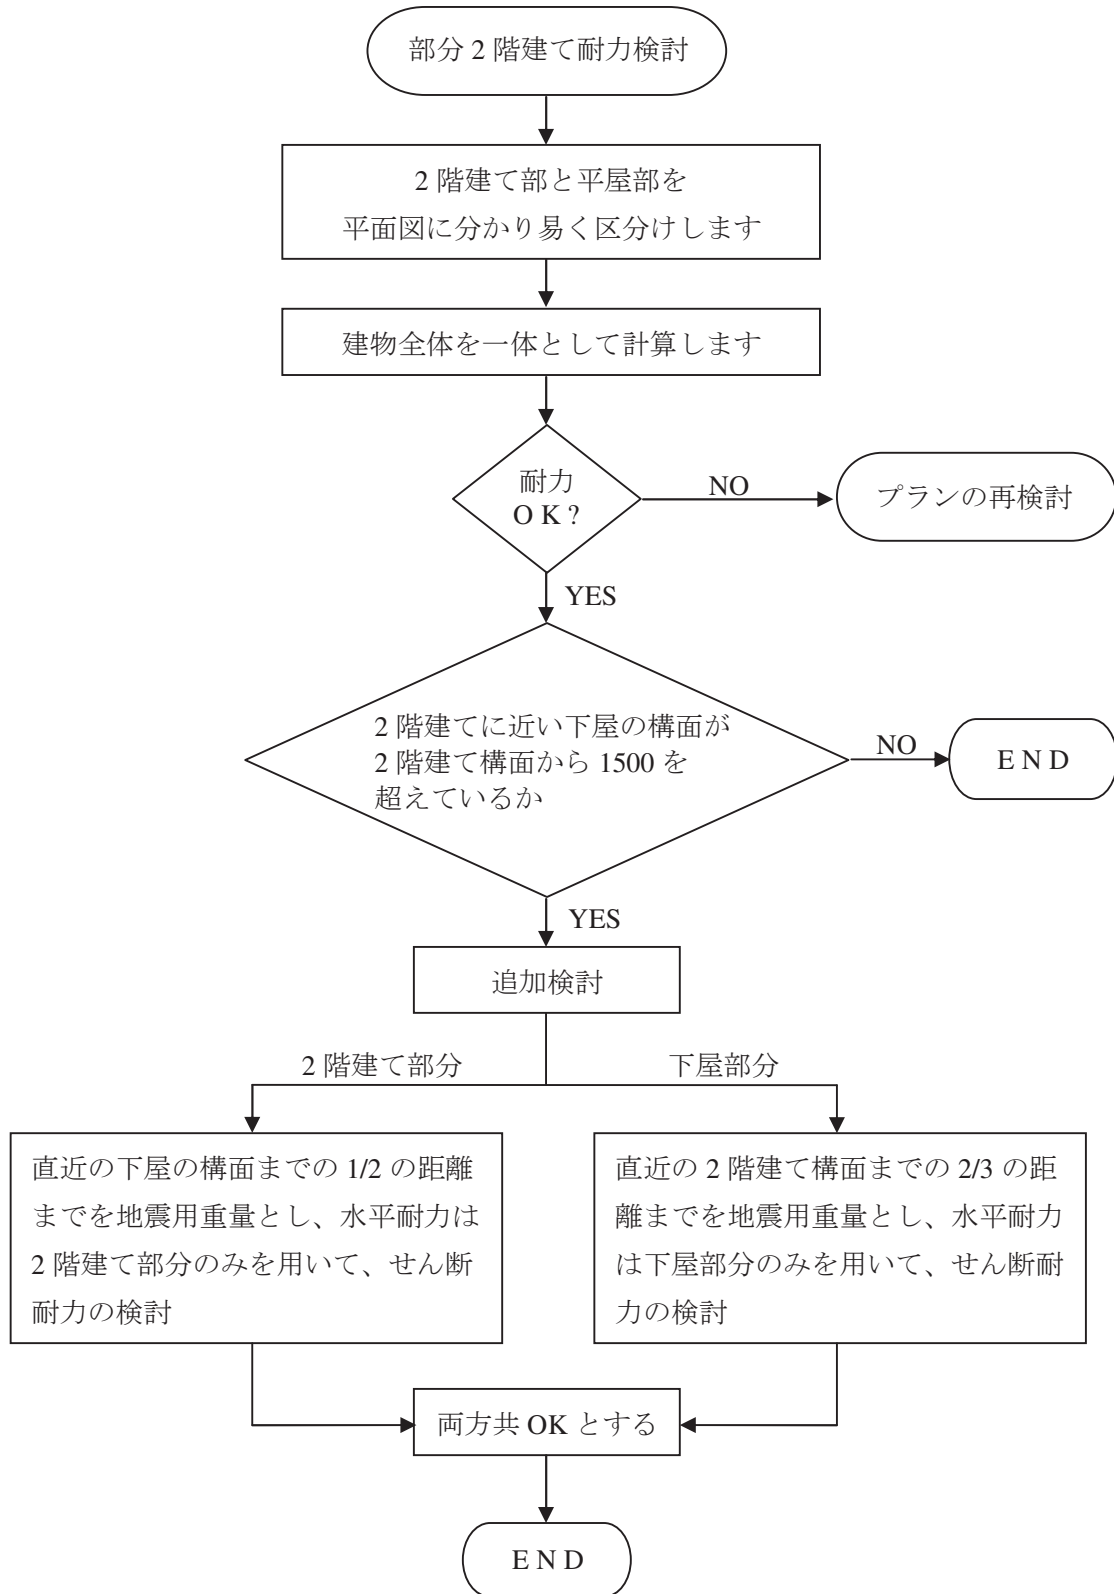 部分 2 階建て耐力検討
2 階建て部と平屋部を
平面図に分かり易く区分けします
建物全体を一体として計算します
耐力
O K ?
NO
プランの再検討
YES
2 階建てに近い下屋の構面が
2 階建て構面から 1500 を
超えているか
NO
E N D
YES
追加検討
2 階建て部分
下屋部分
直近の下屋の構面までの 1/2 の距離
までを地震用重量とし、水平耐力は
2 階建て部分のみを用いて、せん断
耐力の検討
直近の 2 階建て構面までの 2/3 の距
離までを地震用重量とし、水平耐力
は下屋部分のみを用いて、せん断耐
力の検討
両方共 OK とする
E N D